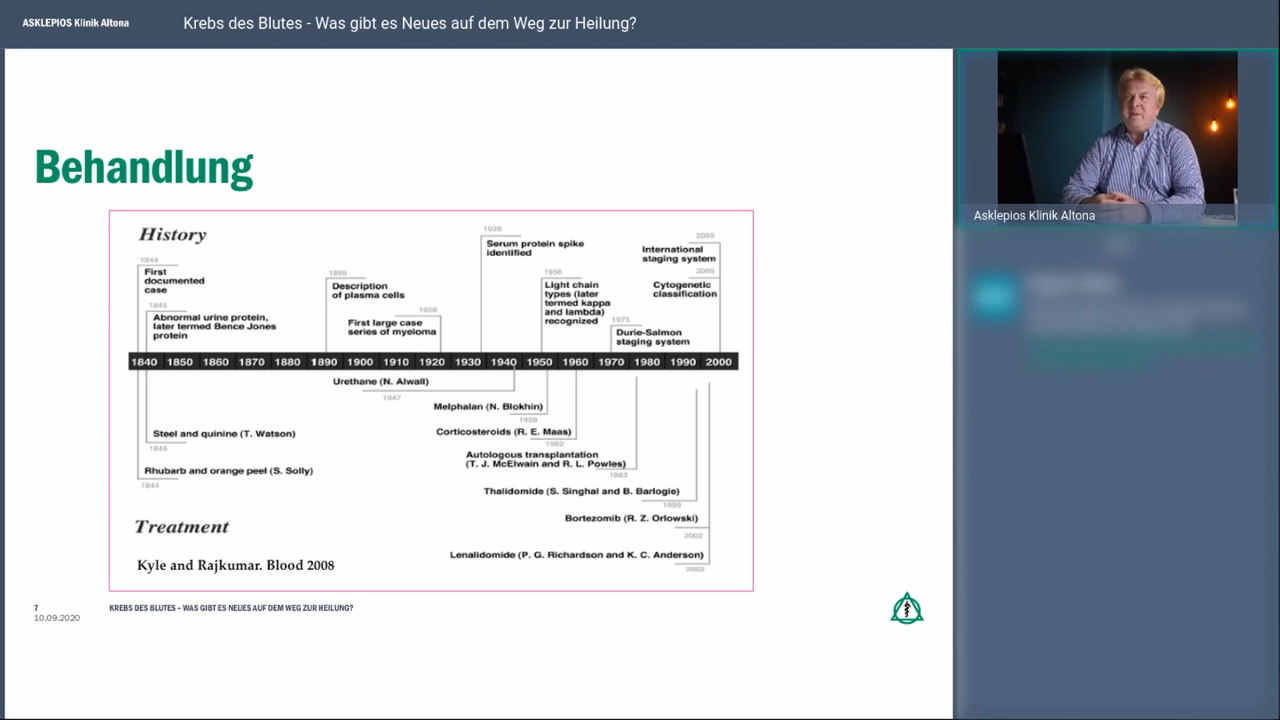 ASKLEPIOS Klinik Altona
Krebs des Blutes - Was gibt es Neues auf dem Weg zur Heilung?
Behandlung
History
1844
First
documented
case
1845
Abnormal urine protein,
later termed Bence Jones
protein
1895
Description
of plasma cells
1928
First large case
series of myeloma
1939
Serum protein spike
identified
1956
Light chain
types (later
termed kappa
and lambda)
recognized
1975
Durie-Salmon
staging system
2005
International
staging system
2005
Cytogenetic
classification
1840 1850 1860 1870 1880 1890 1900 1910 1920 1930 1940 1950 1960 1970 1980 1990 2000
Urethane (N. Alwall)
1947
Melphalan (N. Blokhin)
1958
Corticosteroids (R. E. Maas)
1962
Autologous transplantation
(T. J. McElwain and R. L. Powles)
1983
Thalidomide (S. Singhal and B. Barlogie)
1999
Bortezomib (R. Z. Orlowski)
2002
Lenalidomide (P. G. Richardson and K. C. Anderson)
2002
Steel and quinine (T. Watson)
1845
Rhubarb and orange peel (S. Solly)
1844
Treatment
Kyle and Rajkumar. Blood 2008
7
10.09.2020
KREBS DES BLUTES – WAS GIBT ES NEUES AUF DEM WEG ZUR HEILUNG?
Asklepios Klinik Altona